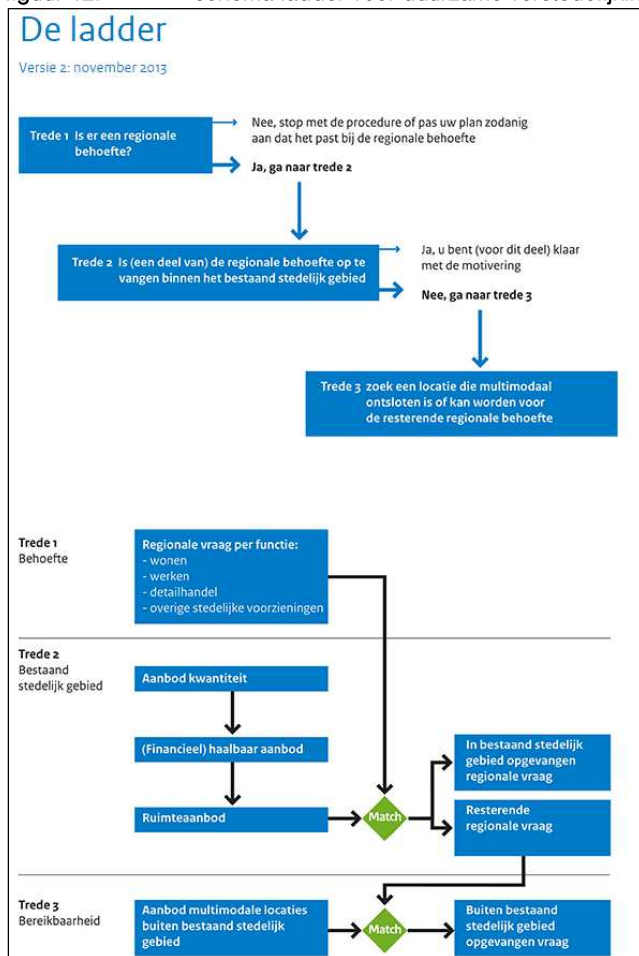 De ladder
Versie 2: november 2013
Trede 1 Is er een regionale
behoefte?
Nee, stop met de procedure of pas uw plan zodanig
aan dat het past bij de regionale behoefte
Ja, ga naar trede 2
Trede 2 Is (een deel van) de regionale behoefte op te
vangen binnen het bestaand stedelijk gebied
Ja, u bent (voor dit deel) klaar
met de motivering
Nee, ga naar trede 3
Trede 3 zoek een locatie die multimodaal
ontsloten is of kan worden voor
de resterende regionale behoefte
Trede 1
Behoefte
Regionale vraag per functie:
- wonen
- werken
- detailhandel
- overige stedelijke voorzieningen
Trede 2
Bestaand
stedelijk gebied
Aanbod kwantiteit
(Financieel) haalbaar aanbod
Ruimteaanbod
Match
In bestaand stedelijk
gebied opgevangen
regionale vraag
Resterende
regionale vraag
Trede 3
Bereikbaarheid
Aanbod multimodale locaties
buiten bestaand stedelijk
gebied
Match
Buiten bestaand
stedelijk gebied
opgevangen vraag